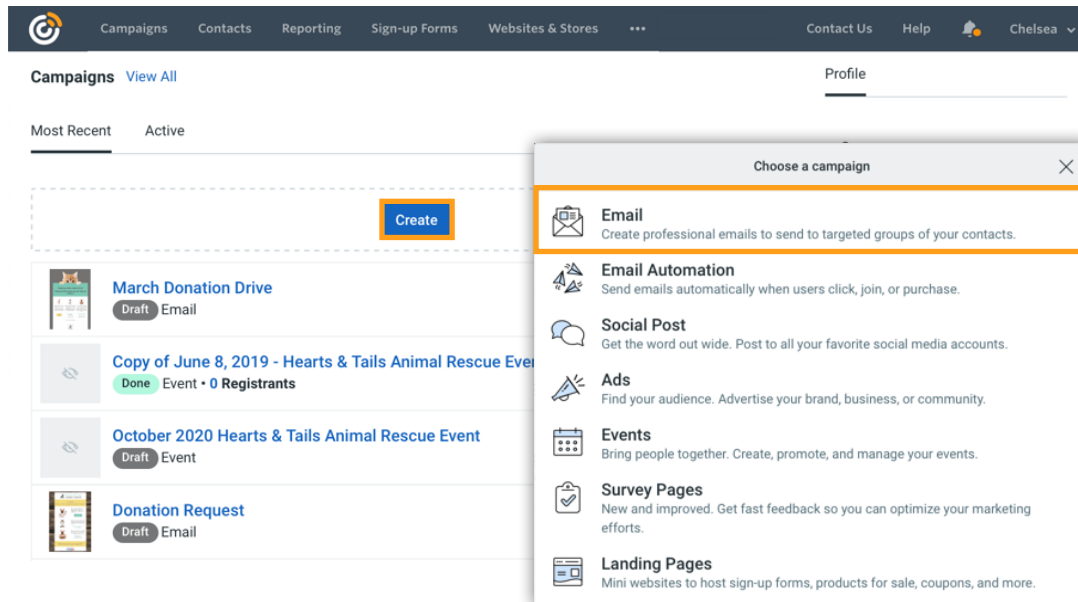 Campaigns Contacts Reporting Sign-up Forms Websites & Stores ••• Contact Us Help Chelsea
Campaigns View All
Profile
Most Recent Active
Choose a campaign
Create
Email
Create professional emails to send to targeted groups of your contacts.
Email Automation
Send emails automatically when users click, join, or purchase.
Social Post
Get the word out wide. Post to all your favorite social media accounts.
Ads
Find your audience. Advertise your brand, business, or community.
Events
Bring people together. Create, promote, and manage your events.
Survey Pages
New and improved. Get fast feedback so you can optimize your marketing
efforts.
Landing Pages
Mini websites to host sign-up forms, products for sale, coupons, and more.
March Donation Drive
Draft Email
Copy of June 8, 2019 - Hearts & Tails Animal Rescue Eve
Done Event • 0 Registrants
October 2020 Hearts & Tails Animal Rescue Event
Draft Event
Donation Request
Draft Email